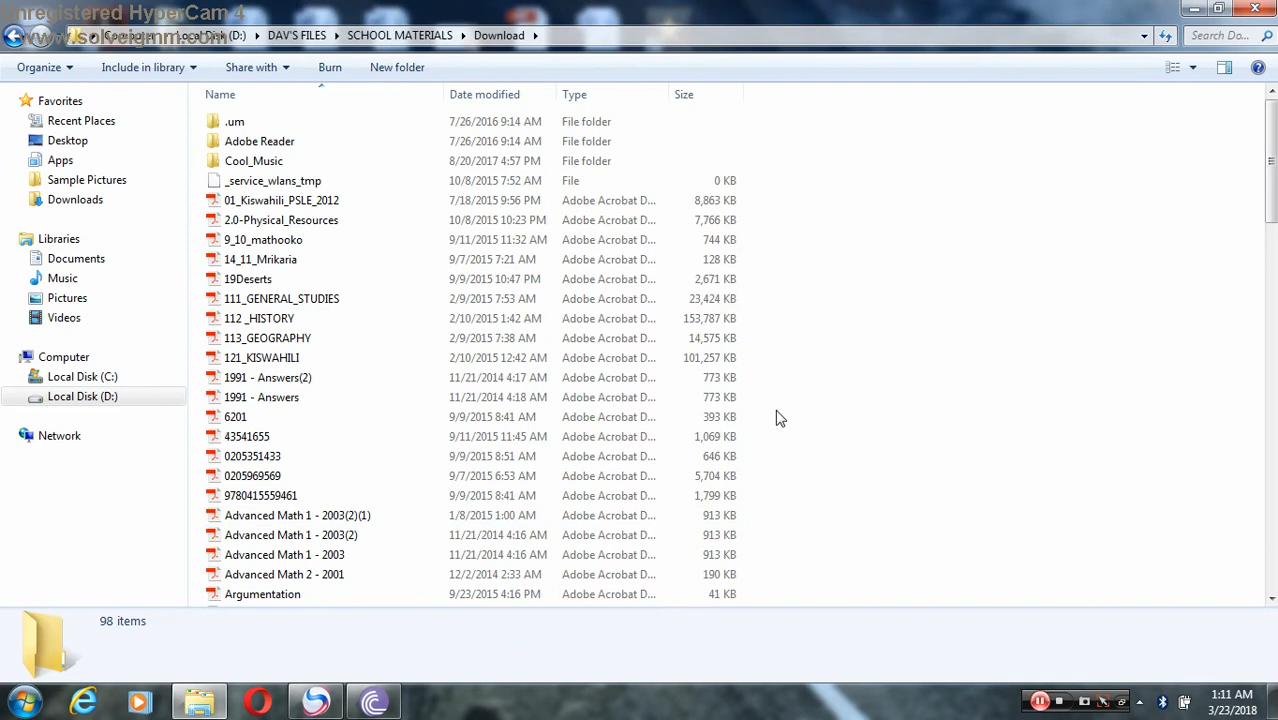 Unregistered HyperCam 4
www.solveigmm.com
Local Disk (D:) DAV'S FILES SCHOOL MATERIALS Download Search Do...
Organize Include in library Share with Burn New folder
Name Date modified Type Size
Favorites
Recent Places
Desktop
Apps
Sample Pictures
Downloads
Libraries
Documents
Music
Pictures
Videos
Computer
Local Disk (C:)
Local Disk (D:)
Network
.um 7/26/2016 9:14 AM File folder
Adobe Reader 7/26/2016 9:14 AM File folder
Cool_Music 8/20/2017 4:57 PM File folder
_service_wlans_tmp 10/8/2015 7:52 AM File 0 KB
01_Kiswahili_PSLE_2012 7/18/2015 9:56 PM Adobe Acrobat D... 8,863 KB
2.0-Physical_Resources 10/8/2015 10:23 PM Adobe Acrobat D... 7,766 KB
9_10_mathooko 9/11/2015 11:32 AM Adobe Acrobat D... 744 KB
14_11_Mrikaria 9/7/2015 7:21 AM Adobe Acrobat D... 128 KB
19Deserts 9/9/2015 10:47 PM Adobe Acrobat D... 2,671 KB
111_GENERAL_STUDIES 2/9/2015 7:53 AM Adobe Acrobat D... 23,424 KB
112 _HISTORY 2/10/2015 1:42 AM Adobe Acrobat D... 153,787 KB
113_GEOGRAPHY 2/9/2015 7:38 AM Adobe Acrobat D... 14,575 KB
121_KISWAHILI 2/10/2015 12:42 AM Adobe Acrobat D... 101,257 KB
1991 - Answers(2) 11/21/2014 4:17 AM Adobe Acrobat D... 773 KB
1991 - Answers 11/21/2014 4:18 AM Adobe Acrobat D... 773 KB
6201 9/9/2015 8:41 AM Adobe Acrobat D... 393 KB
43541655 9/11/2015 11:45 AM Adobe Acrobat D... 1,069 KB
0205351433 9/9/2015 8:51 AM Adobe Acrobat D... 646 KB
0205969569 9/7/2015 6:53 AM Adobe Acrobat D... 5,704 KB
9780415559461 9/9/2015 8:41 AM Adobe Acrobat D... 1,799 KB
Advanced Math 1 - 2003(2)(1) 1/8/2015 1:00 AM Adobe Acrobat D... 913 KB
Advanced Math 1 - 2003(2) 11/21/2014 4:16 AM Adobe Acrobat D... 913 KB
Advanced Math 1 - 2003 11/21/2014 4:16 AM Adobe Acrobat D... 913 KB
Advanced Math 2 - 2001 12/2/2014 2:33 AM Adobe Acrobat D... 190 KB
Argumentation 9/23/2015 4:16 PM Adobe Acrobat D... 41 KB
98 items
1:11 AM
3/23/2018